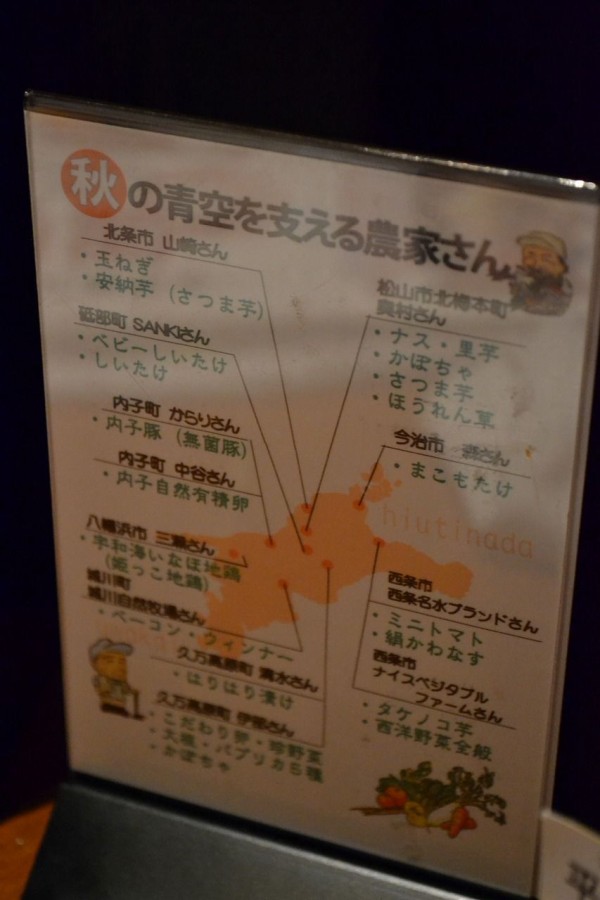 秋の青空を支える農家さん
北条市 山崎さん
・玉ねぎ
・安納芋（さつま芋）
砥部町 SANKIさん
・ベビーしいたけ
・しいたけ
内子町 からりさん
・内子豚（無菌豚）
内子町 中谷さん
・内子自然有精卵
八幡浜市 三瀬さん
・宇和海いなほ地鶏
（姫っこ地鶏）
城川町
城川自然牧場さん
・ベーコン・ウィンナー
久万高原町 清水さん
・はりはり漬け
久万高原町 伊藤さん
・こだわり卵・珍野菜
・大根・パプリカ5種
・かぼちゃ
松山市北梅本町
奥村さん
・ナス・里芋
・かぼちゃ
・さつま芋
・ほうれん草
今治市 森さん
・まこもたけ
hiutinada
西条市
西条名水ブランドさん
・ミニトマト
・絹かわなす
西条市
ナイスベジタブル
ファームさん
・タケノコ芋
・西洋野菜全般